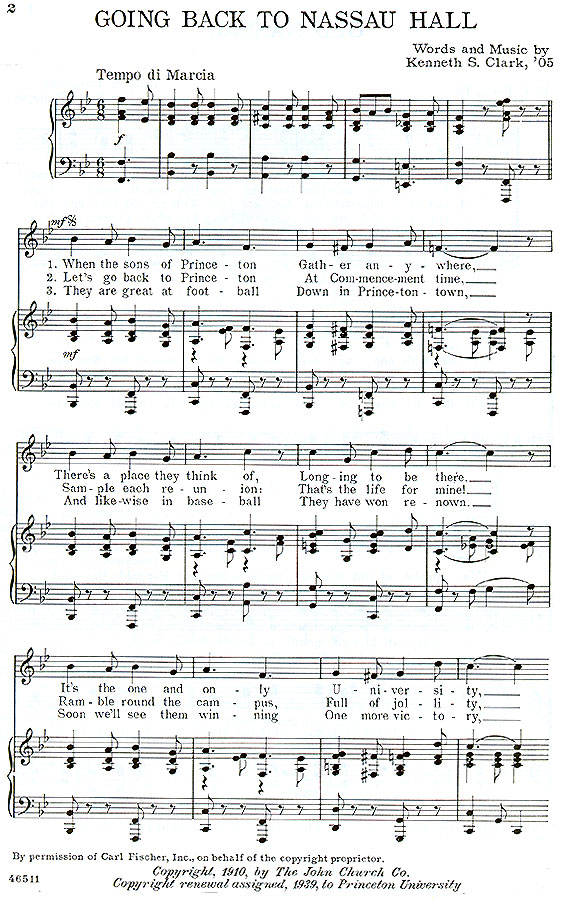 2
GOING BACK TO NASSAU HALL
Words and Music by
Kenneth S. Clark, '05
Tempo di Marcia
f
mf
1. When the sons of Prince - ton Gath - er an - y - where,
2. Let's go back to Prince - ton At Com-mence-ment time,
3. They are great at foot - ball Down in Prince-ton - town,
mf
There's a place they think of, Long - ing to be there.
Sam - ple each re - un - ion: That's the life for mine!
And like-wise in base - ball They have won re - nown.
It's the one and on - ly U - ni - ver - si - ty,
Ram - ble round the cam - pus, Full of jol - li - ty,
Soon we'll see them win - ning One more vic - to - ry,
By permission of Carl Fischer, Inc., on behalf of the copyright proprietor.
Copyright, 1910, by The John Church Co.
46511
Copyright renewal assigned, 1939, to Princeton University